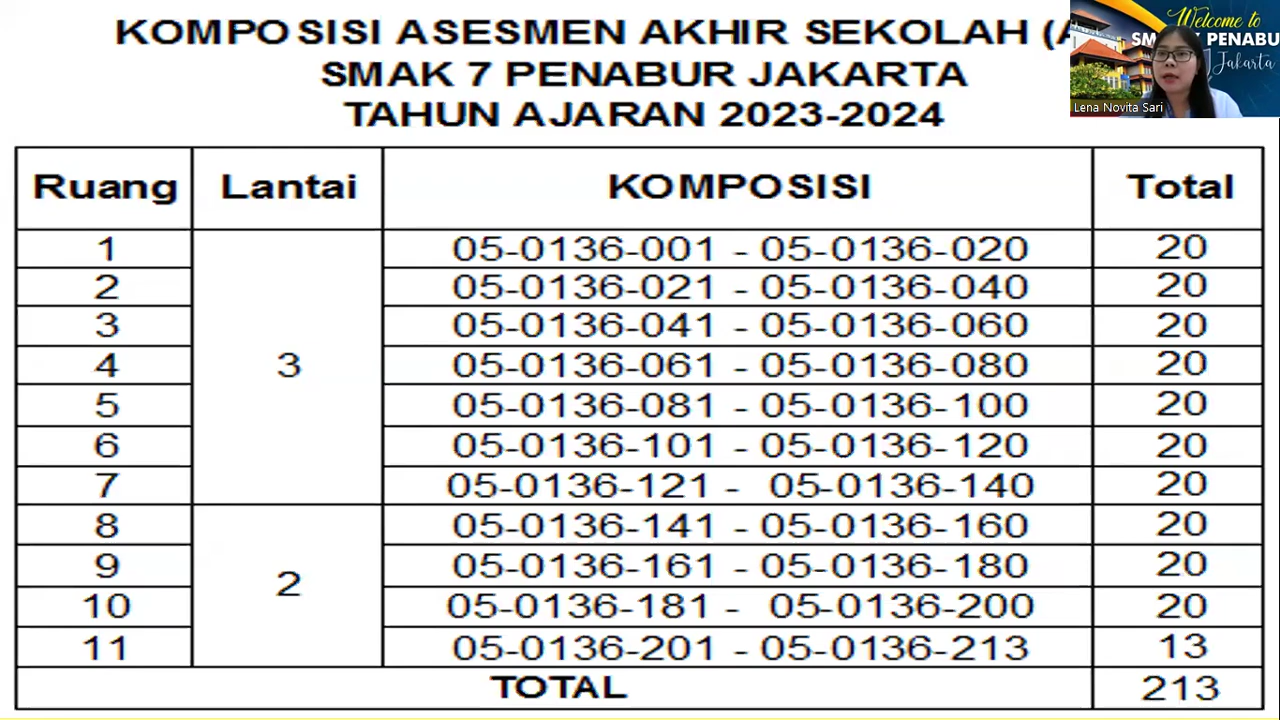 KOMPOSISI ASESMEN AKHIR SEKOLAH
SMAK 7 PENABUR JAKARTA
TAHUN AJARAN 2023-2024
Welcome to
PENABU
Jakarta
Lena Novita Sari
Ruang Lantai KOMPOSISI Total
1 05-0136-001 - 05-0136-020 20
2 05-0136-021 - 05-0136-040 20
3 05-0136-041 - 05-0136-060 20
4 3 05-0136-061 - 05-0136-080 20
5 05-0136-081 - 05-0136-100 20
6 05-0136-101 - 05-0136-120 20
7 05-0136-121 - 05-0136-140 20
8 05-0136-141 - 05-0136-160 20
9 2 05-0136-161 - 05-0136-180 20
10 05-0136-181 - 05-0136-200 20
11 05-0136-201 - 05-0136-213 13
TOTAL 213